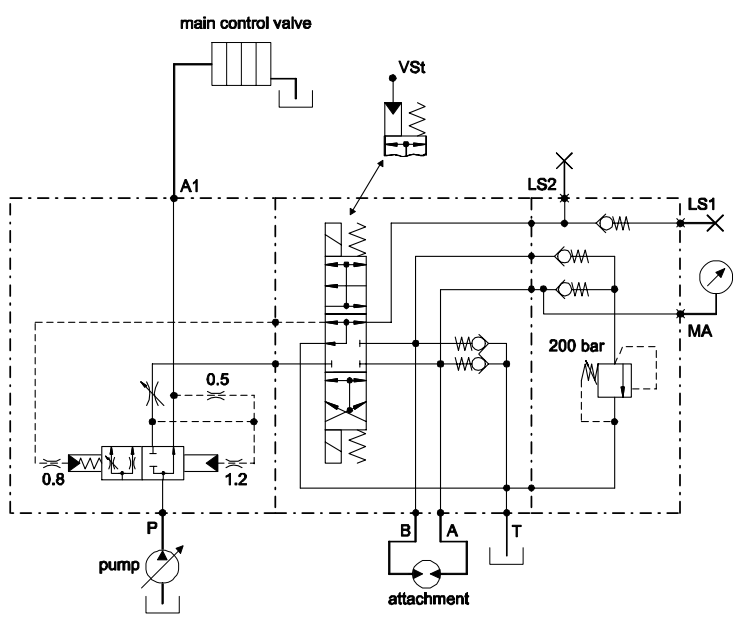 main control valve
VSt
A1
LS2
LS1
MA
200 bar
0.5
0.8
1.2
P
B
A
T
pump
attachment